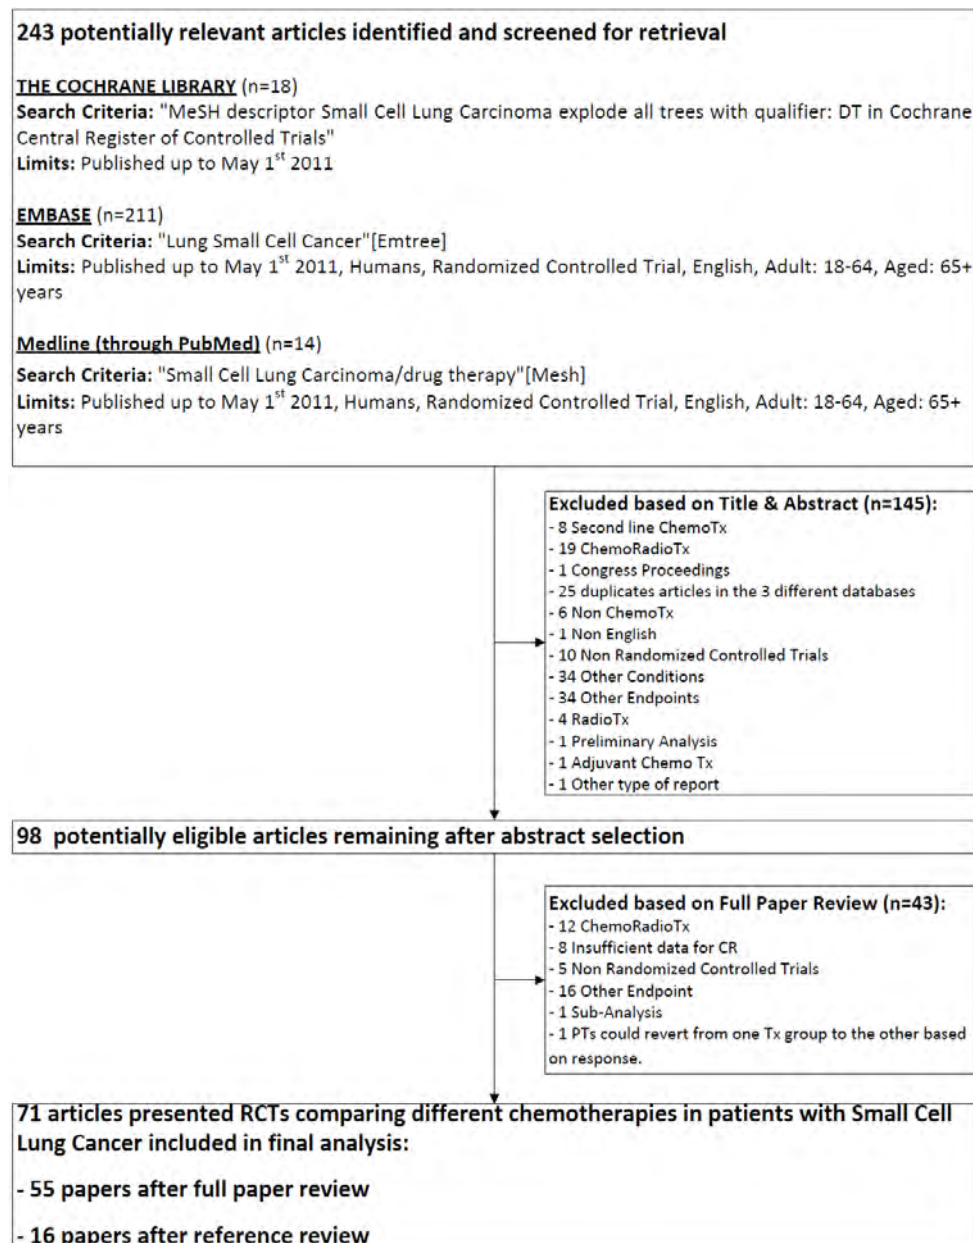 243 potentially relevant articles identified and screened for retrieval
THE COCHRANE LIBRARY (n=18)
Search Criteria: "MeSH descriptor Small Cell Lung Carcinoma explode all trees with qualifier: DT in Cochrane
Central Register of Controlled Trials"
Limits: Published up to May 1st 2011
EMBASE (n=211)
Search Criteria: "Lung Small Cell Cancer"[Emtree]
Limits: Published up to May 1st 2011, Humans, Randomized Controlled Trial, English, Adult: 18-64, Aged: 65+
years
Medline (through PubMed) (n=14)
Search Criteria: "Small Cell Lung Carcinoma/drug therapy"[Mesh]
Limits: Published up to May 1st 2011, Humans, Randomized Controlled Trial, English, Adult: 18-64, Aged: 65+
years
Excluded based on Title & Abstract (n=145):
- 8 Second line ChemoTx
- 19 ChemoRadioTx
- 1 Congress Proceedings
- 25 duplicates articles in the 3 different databases
- 6 Non ChemoTx
- 1 Non English
- 10 Non Randomized Controlled Trials
- 34 Other Conditions
- 34 Other Endpoints
- 4 RadioTx
- 1 Preliminary Analysis
- 1 Adjuvant Chemo Tx
- 1 Other type of report
98 potentially eligible articles remaining after abstract selection
Excluded based on Full Paper Review (n=43):
- 12 ChemoRadioTx
- 8 Insufficient data for CR
- 5 Non Randomized Controlled Trials
- 16 Other Endpoint
- 1 Sub-Analysis
- 1 PTs could revert from one Tx group to the other based
on response.
71 articles presented RCTs comparing different chemotherapies in patients with Small Cell
Lung Cancer included in final analysis:
- 55 papers after full paper review
- 16 papers after reference review